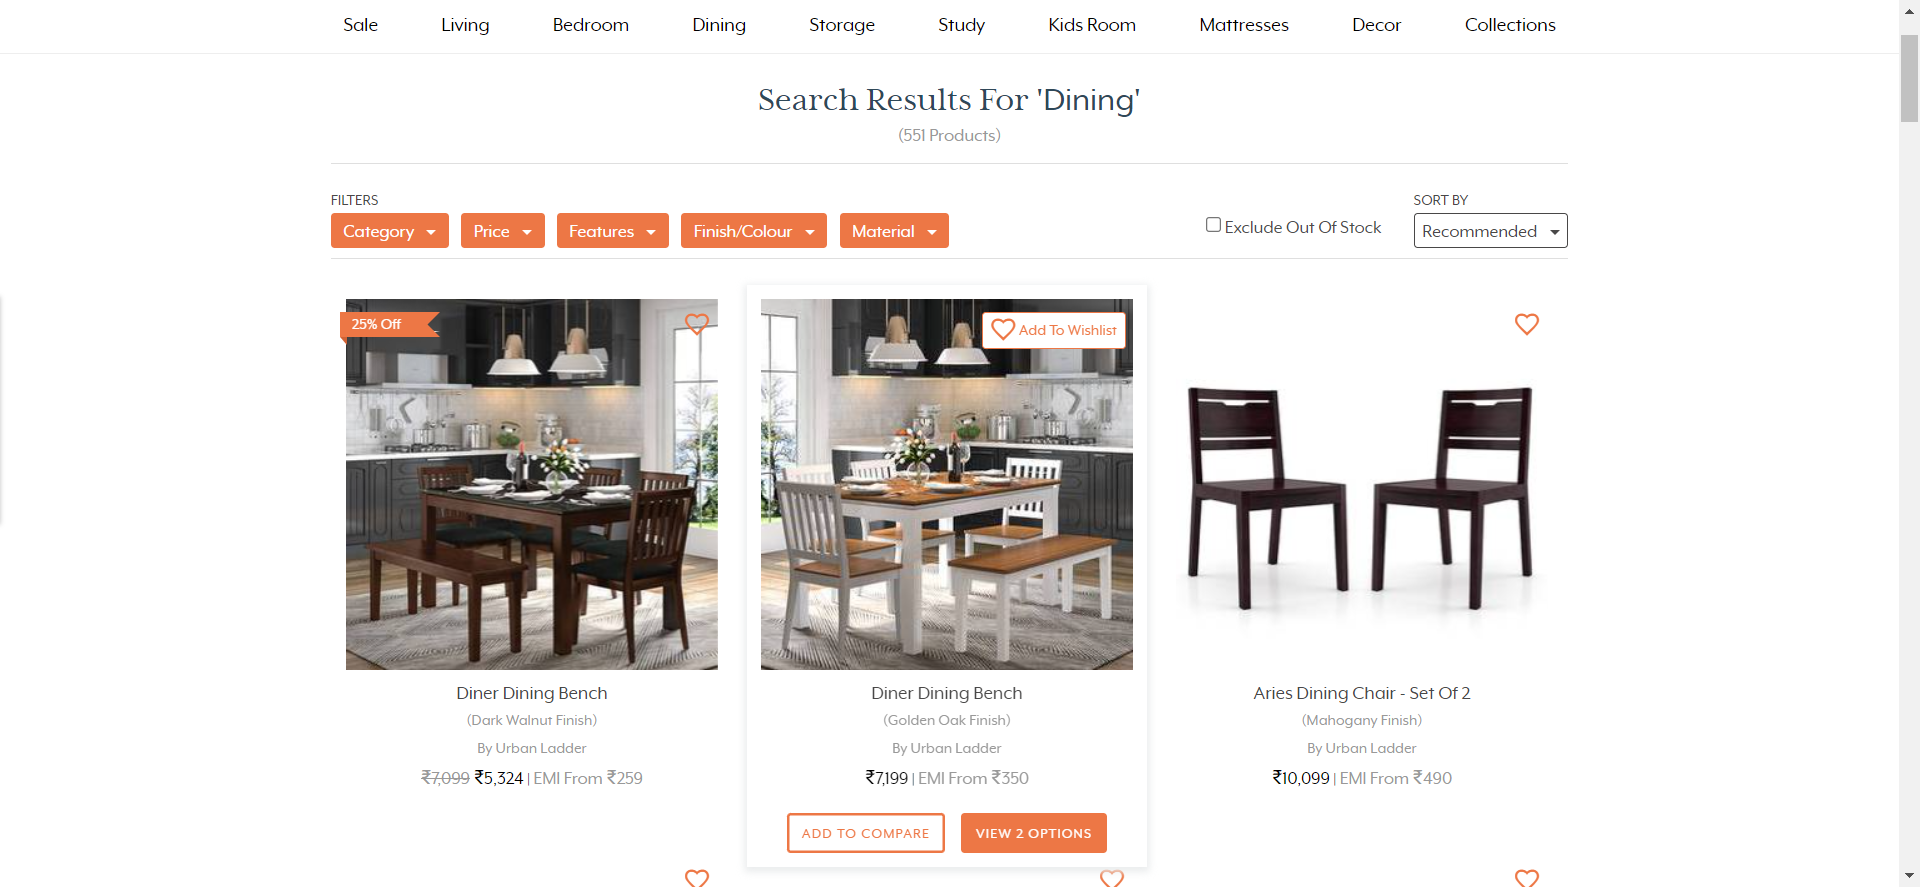 Sale Living Bedroom Dining Storage Study Kids Room Mattresses Decor Collections
Search Results For 'Dining'
(551 Products)
FILTERS
SORT BY
Category Price Features Finish/Colour Material
Exclude Out Of Stock
Recommended
25% Off
Add To Wishlist
Diner Dining Bench
(Dark Walnut Finish)
By Urban Ladder
₹7,099 ₹5,324 | EMI From ₹259
Diner Dining Bench
(Golden Oak Finish)
By Urban Ladder
₹7,199 | EMI From ₹350
ADD TO COMPARE
VIEW 2 OPTIONS
Aries Dining Chair - Set Of 2
(Mahogany Finish)
By Urban Ladder
₹10,099 | EMI From ₹490